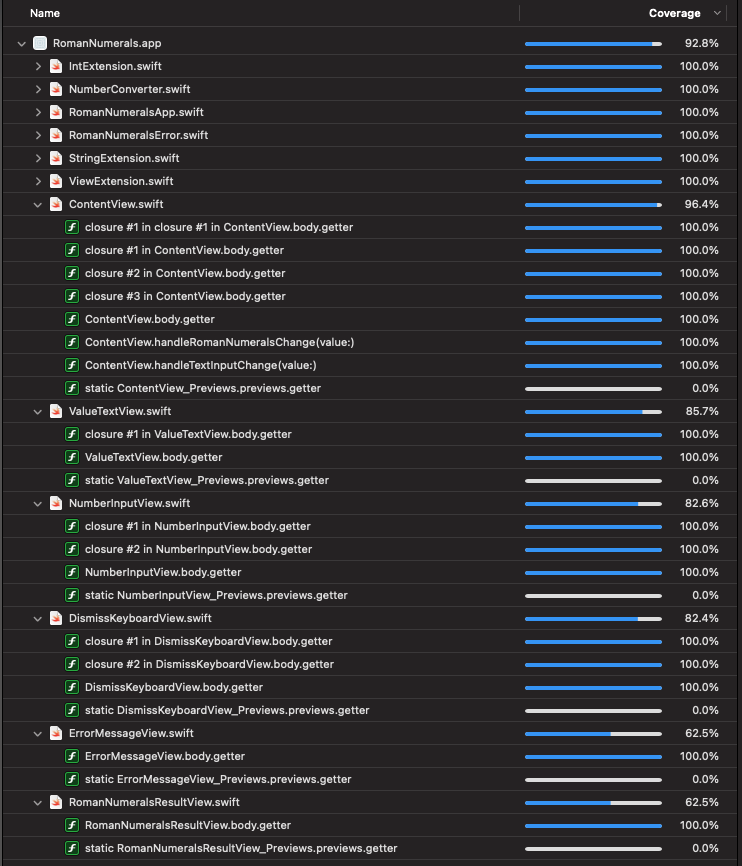 Name Coverage
RomanNumerals.app 92.8%
IntExtension.swift 100.0%
NumberConverter.swift 100.0%
RomanNumeralsApp.swift 100.0%
RomanNumeralsError.swift 100.0%
StringExtension.swift 100.0%
ViewExtension.swift 100.0%
ContentView.swift 96.4%
closure #1 in closure #1 in ContentView.body.getter 100.0%
closure #1 in ContentView.body.getter 100.0%
closure #2 in ContentView.body.getter 100.0%
closure #3 in ContentView.body.getter 100.0%
ContentView.body.getter 100.0%
ContentView.handleRomanNumeralsChange(value:) 100.0%
ContentView.handleTextInputChange(value:) 100.0%
static ContentView_Previews.previews.getter 0.0%
ValueTextView.swift 85.7%
closure #1 in ValueTextView.body.getter 100.0%
ValueTextView.body.getter 100.0%
static ValueTextView_Previews.previews.getter 0.0%
NumberInputView.swift 82.6%
closure #1 in NumberInputView.body.getter 100.0%
closure #2 in NumberInputView.body.getter 100.0%
NumberInputView.body.getter 100.0%
static NumberInputView_Previews.previews.getter 0.0%
DismissKeyboardView.swift 82.4%
closure #1 in DismissKeyboardView.body.getter 100.0%
closure #2 in DismissKeyboardView.body.getter 100.0%
DismissKeyboardView.body.getter 100.0%
static DismissKeyboardView_Previews.previews.getter 0.0%
ErrorMessageView.swift 62.5%
ErrorMessageView.body.getter 100.0%
static ErrorMessageView_Previews.previews.getter 0.0%
RomanNumeralsResultView.swift 62.5%
RomanNumeralsResultView.body.getter 100.0%
static RomanNumeralsResultView_Previews.previews.getter 0.0%